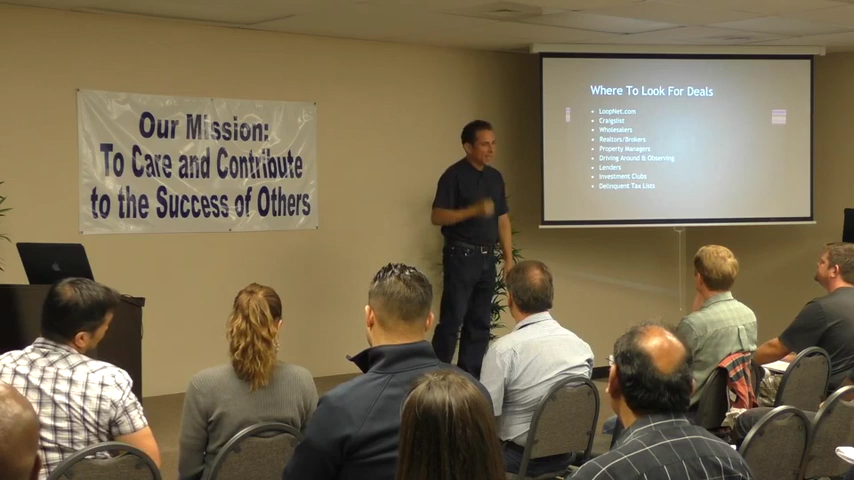 Our Mission:
To Care and Contribute
to the Success of Others
Where To Look For Deals
LoopNet.com
Craigslist
Wholesalers
Realtors/Brokers
Property Managers
Driving Around & Observing
Lenders
Investment Clubs
Delinquent Tax Lists